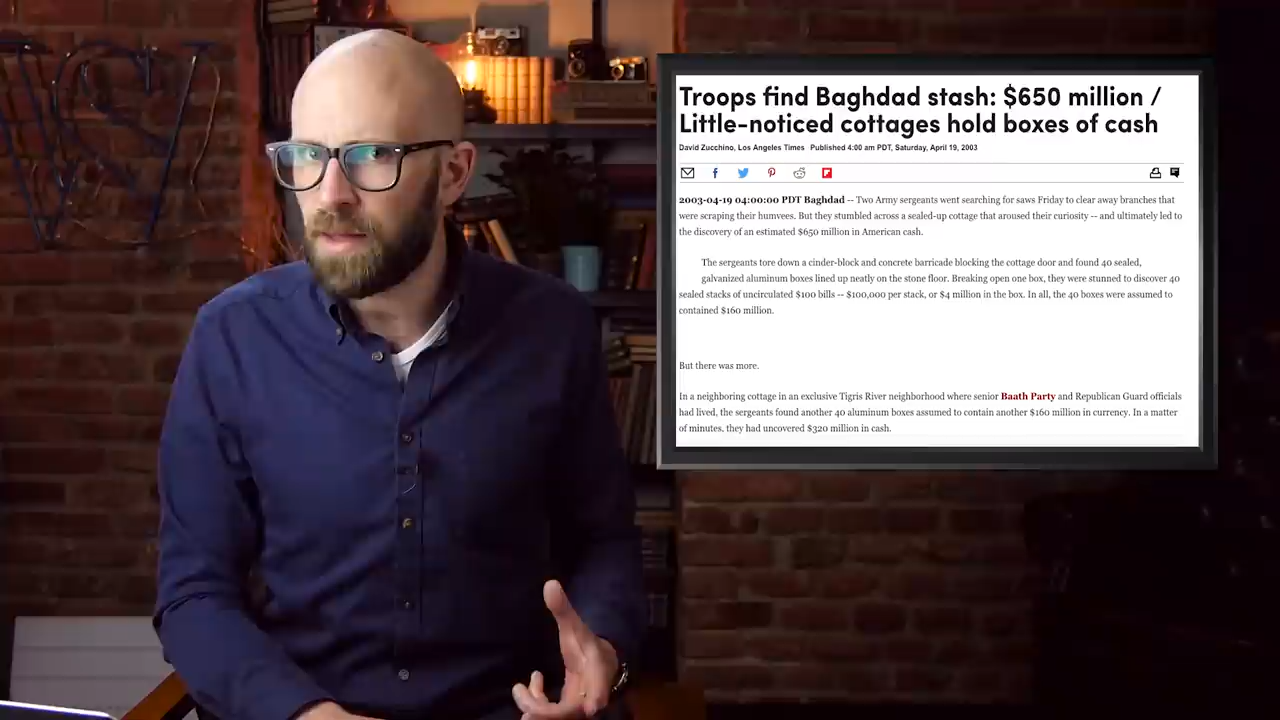 Troops find Baghdad stash: $650 million /
Little-noticed cottages hold boxes of cash
David Zucchino, Los Angeles Times Published 4:00 am PDT, Saturday, April 19, 2003
2003-04-19 04:00:00 PDT Baghdad -- Two Army sergeants went searching for saws Friday to clear away branches that
were scraping their humvees. But they stumbled across a sealed-up cottage that aroused their curiosity -- and ultimately led to
the discovery of an estimated $650 million in American cash.
The sergeants tore down a cinder-block and concrete barricade blocking the cottage door and found 40 sealed,
galvanized aluminum boxes lined up neatly on the stone floor. Breaking open one box, they were stunned to discover 40
sealed stacks of uncirculated $100 bills -- $100,000 per stack, or $4 million in the box. In all, the 40 boxes were assumed to
contained $160 million.
But there was more.
In a neighboring cottage in an exclusive Tigris River neighborhood where senior Baath Party and Republican Guard officials
had lived, the sergeants found another 40 aluminum boxes assumed to contain another $160 million in currency. In a matter
of minutes, they had uncovered $320 million in cash.